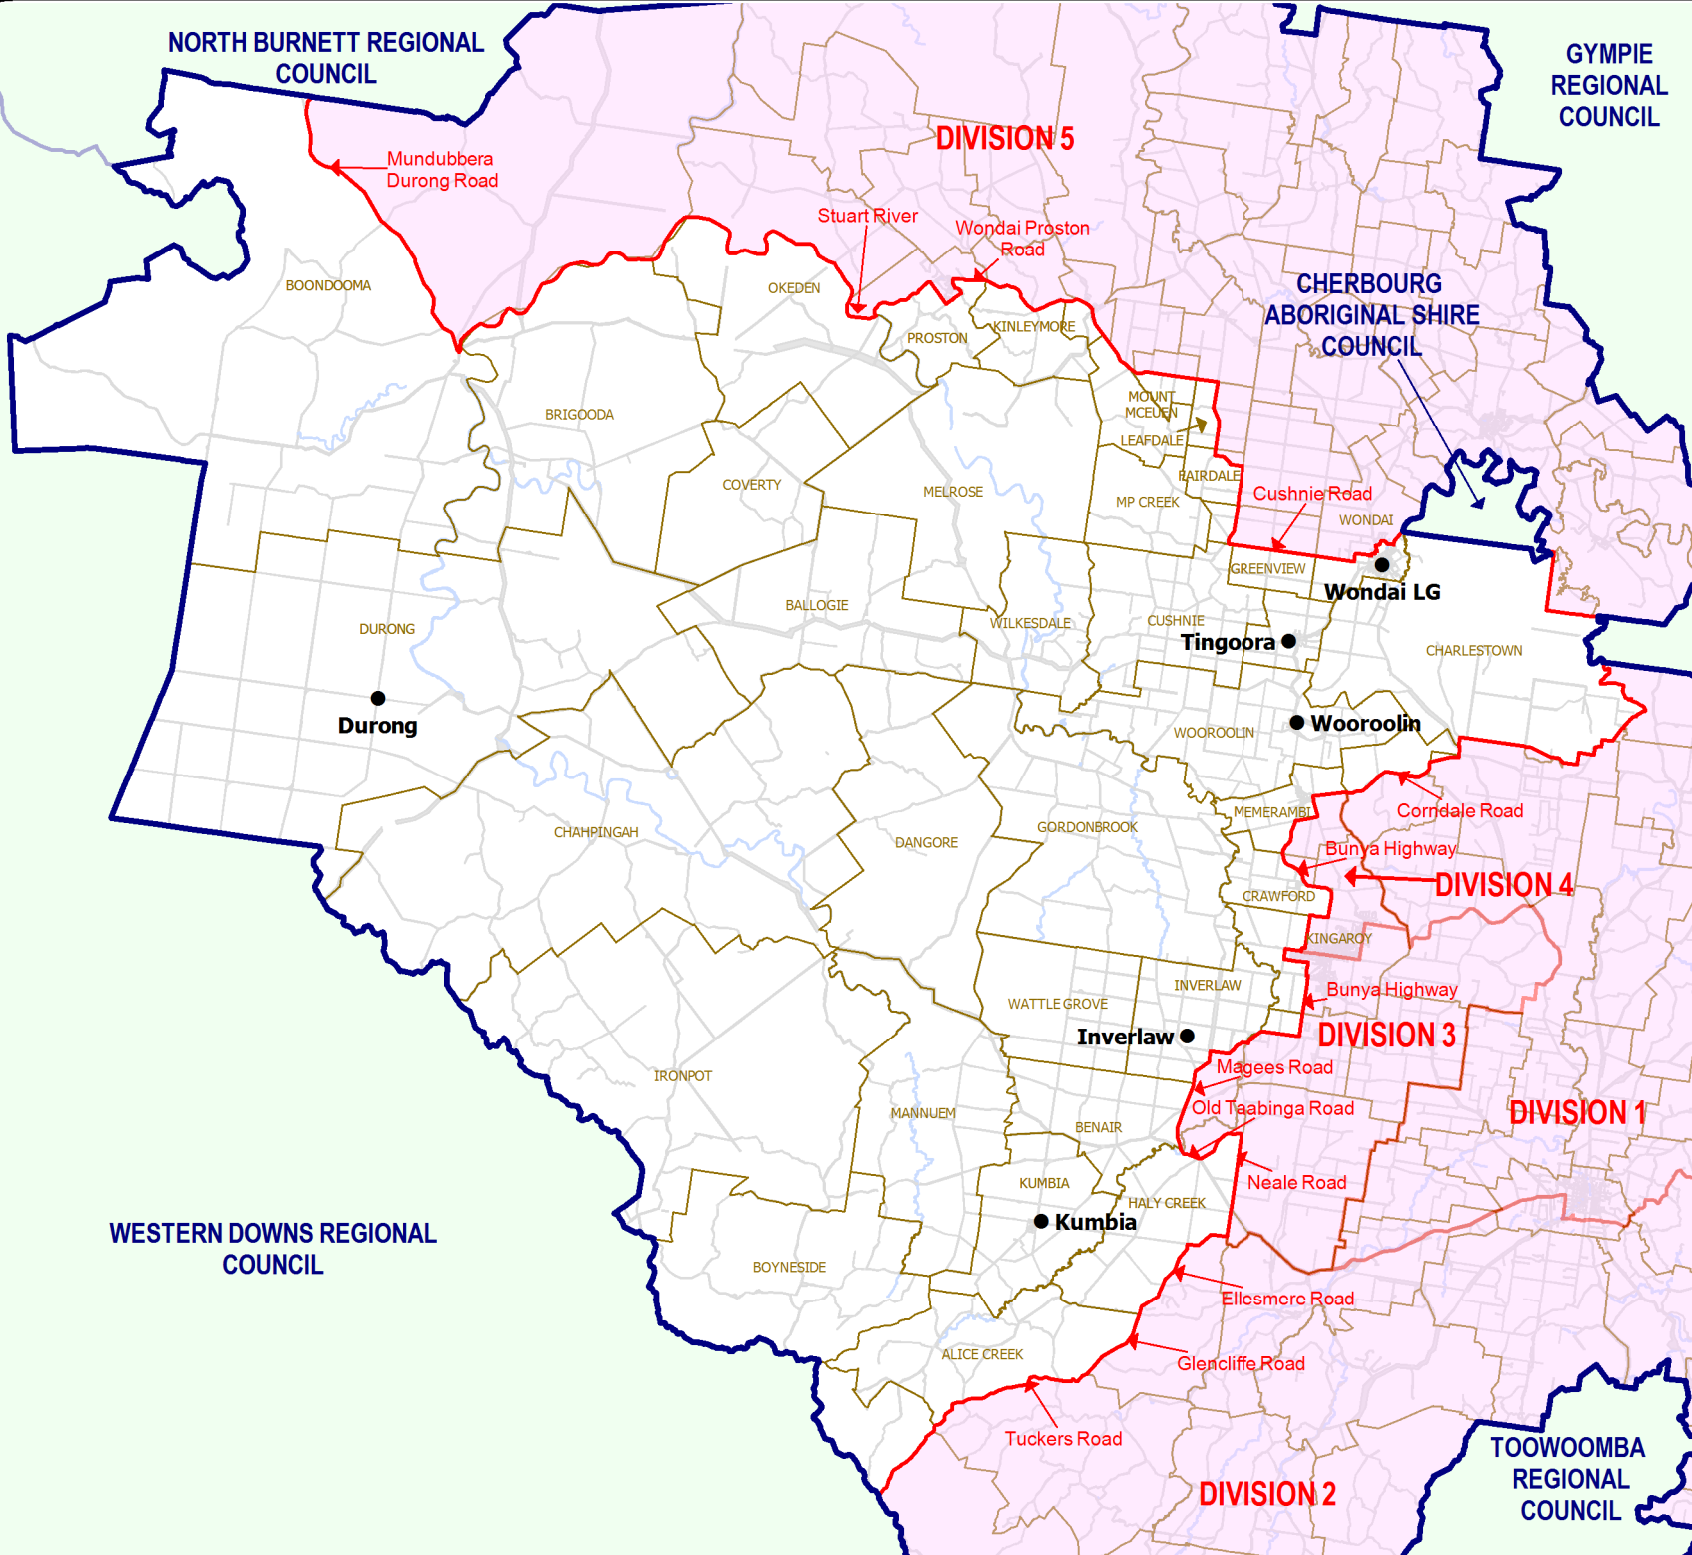 NORTH BURNETT REGIONAL
COUNCIL
GYMPIE
REGIONAL
COUNCIL
DIVISION 5
Mundubbera
Durong Road
Stuart River
Wondai Proston
Road
CHERBOURG
ABORIGINAL SHIRE
COUNCIL
BOONDOOMA
OKEDEN
KINLEYMORE
PROSTON
MOUNT
MCEUEN
BRIGOODA
LEAFDALE
FAIRDALE
COVERTY
MELROSE
MP CREEK
Cushnie Road
WONDAI
GREENVIEW
Wondai LG
BALLOGIE
WILKESDALE
CUSHNIE
DURONG
Tingoora
CHARLESTOWN
Durong
WOOROOLIN
Wooroolin
MEMERAMBI
Corndale Road
CHAHPINGAH
DANGORE
GORDONBROOK
Bunya Highway
DIVISION 4
CRAWFORD
KINGAROY
INVERLAW
Bunya Highway
WATTLE GROVE
Inverlaw
DIVISION 3
IRONPOT
Magees Road
MANNUEM
Old Taabinga Road
DIVISION 1
BENAIR
KUMBIA
Neale Road
HALY CREEK
Kumbia
WESTERN DOWNS REGIONAL
COUNCIL
BOYNESIDE
Ellesmere Road
ALICE CREEK
Glencliffe Road
Tuckers Road
TOOWOOMBA
REGIONAL
COUNCIL
DIVISION 2